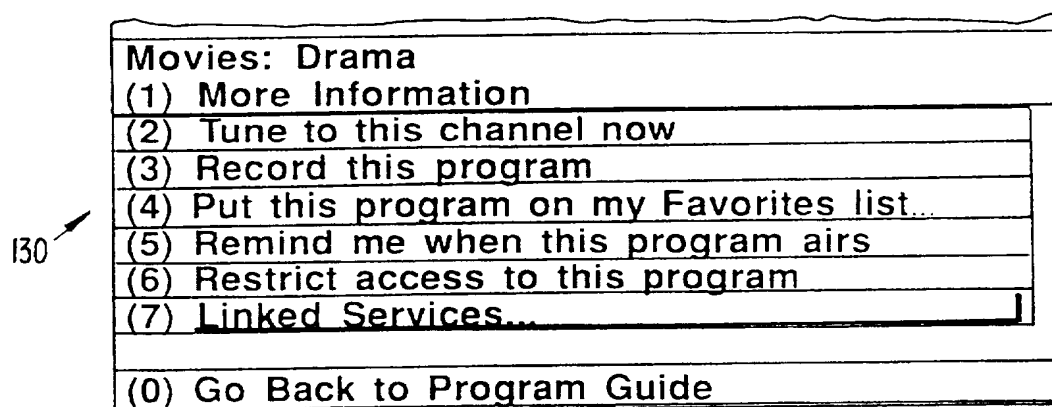 Movies: Drama
(1) More Information
(2) Tune to this channel now
(3) Record this program
(4) Put this program on my Favorites list...
(5) Remind me when this program airs
130
(6) Restrict access to this program
(7) Linked Services...
(0) Go Back to Program Guide